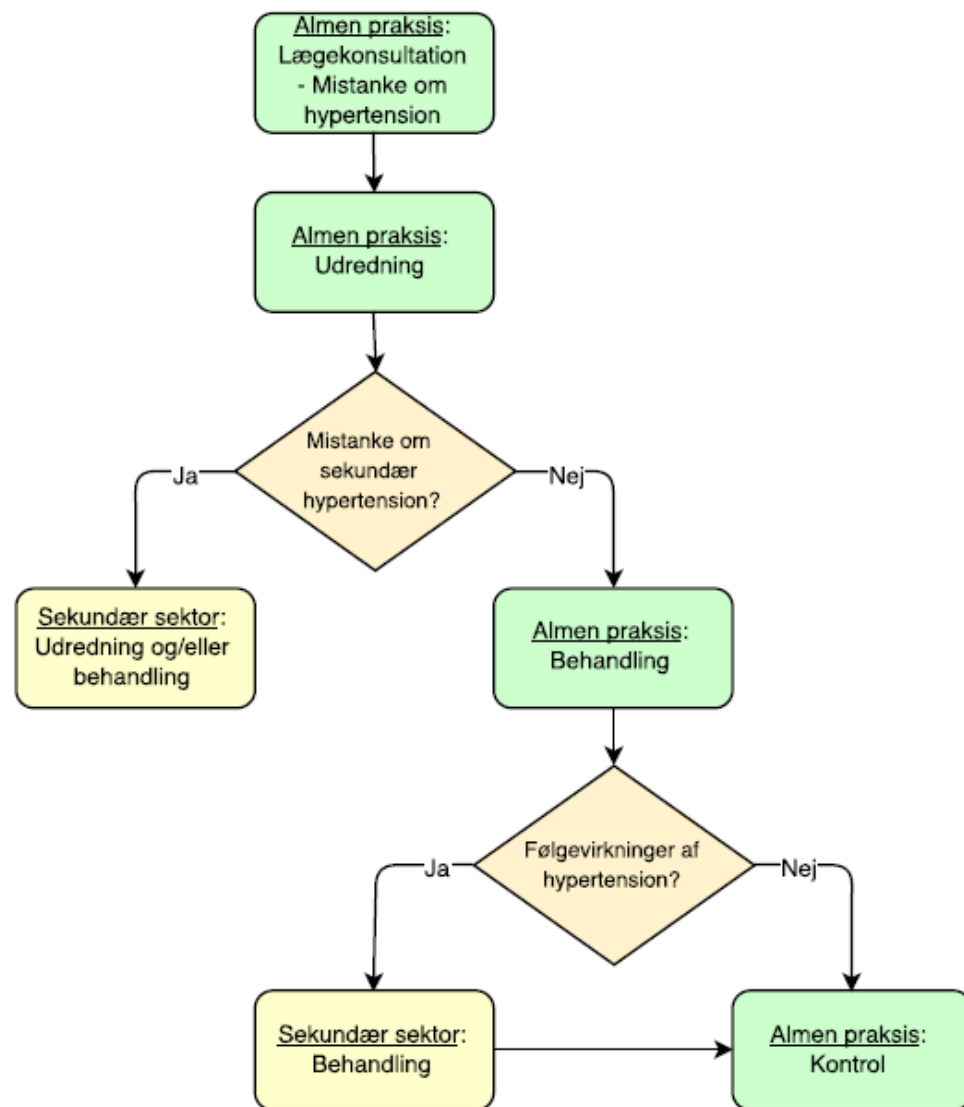 Almen praksis:
Lægekonsultation
- Mistanke om
hypertension
Almen praksis:
Udredning
Mistanke om
sekundær
hypertension?
Ja
Nej
Sekundær sektor:
Udredning og/eller
behandling
Almen praksis:
Behandling
Følgevirkninger af
hypertension?
Ja
Nej
Sekundær sektor:
Behandling
Almen praksis:
Kontrol